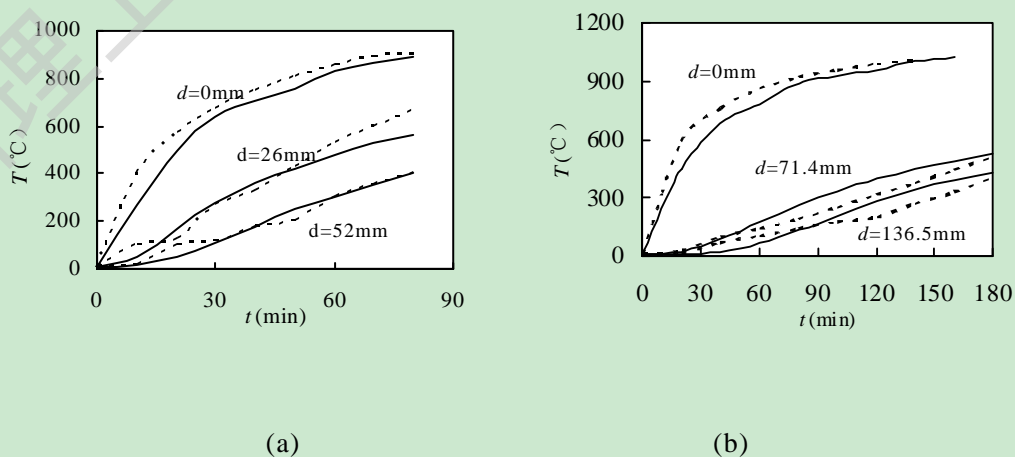 理
1000
800
600
400
200
0
T(℃)
d=0mm
d=26mm
d=52mm
0 30 60 90
t(min)
(a)
1200
900
600
300
0
T(℃)
d=0mm
d=71.4mm
d=136.5mm
0 30 60 90 120 150 180
t(min)
(b)